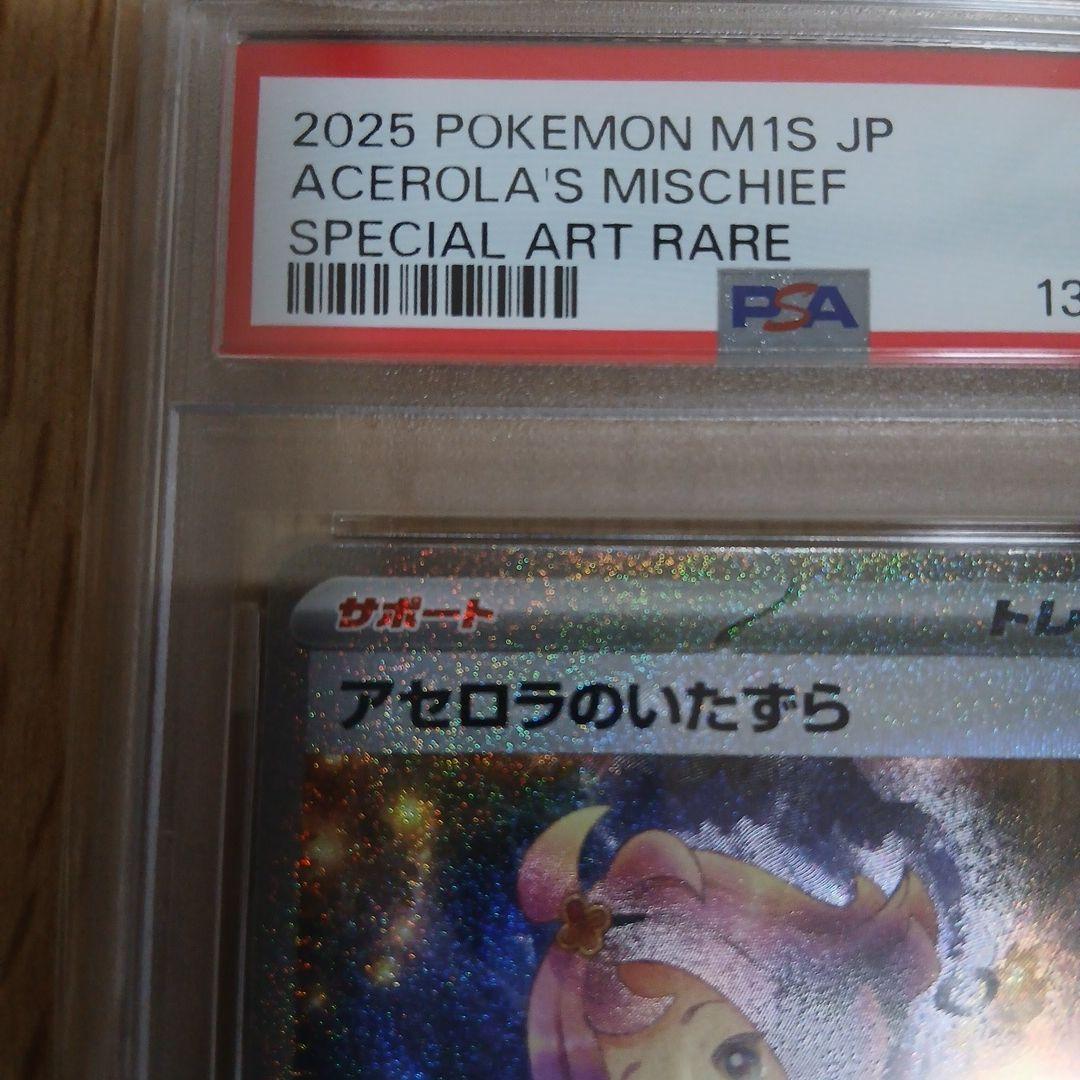 2025 POKEMON M1S JP
ACEROLA'S MISCHIEF
SPECIAL ART RARE
PSA
13
サポート
トレ
アセロラのいたずら